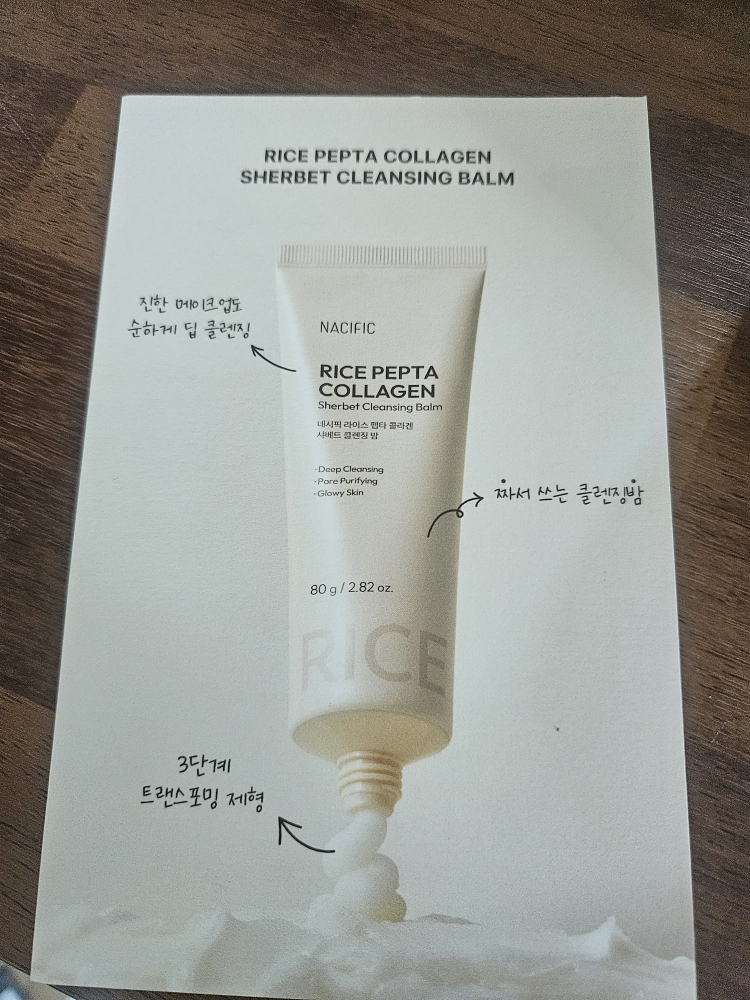 RICE PEPTA COLLAGEN
SHERBET CLEANSING BALM
진한 메이크업도
순하게 딥 클렌징
NACIFIC
RICE PEPTA
COLLAGEN
Sherbet Cleansing Balm
네시픽 라이스 펩타 콜라겐
샤베트 클렌징 밤
·Deep Cleansing
·Pore Purifying
·Glowy Skin
짜서 쓰는 클렌징밤
80 g / 2.82 oz.
RICE
3단계
트랜스포밍 제형